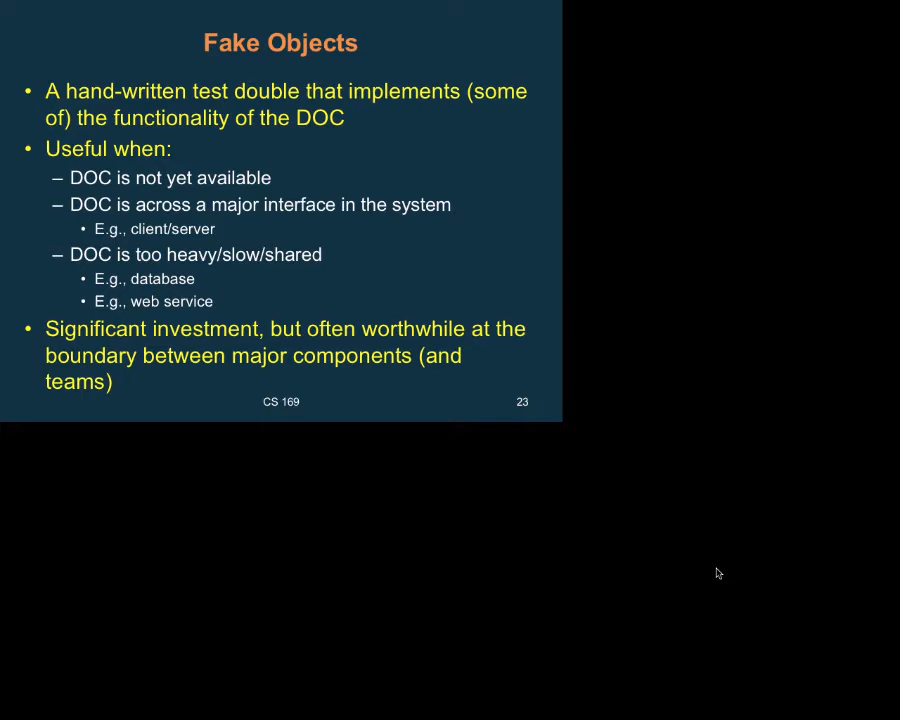 Fake Objects
• A hand-written test double that implements (some
of) the functionality of the DOC
• Useful when:
– DOC is not yet available
– DOC is across a major interface in the system
• E.g., client/server
– DOC is too heavy/slow/shared
• E.g., database
• E.g., web service
• Significant investment, but often worthwhile at the
boundary between major components (and
teams)
CS 169
23